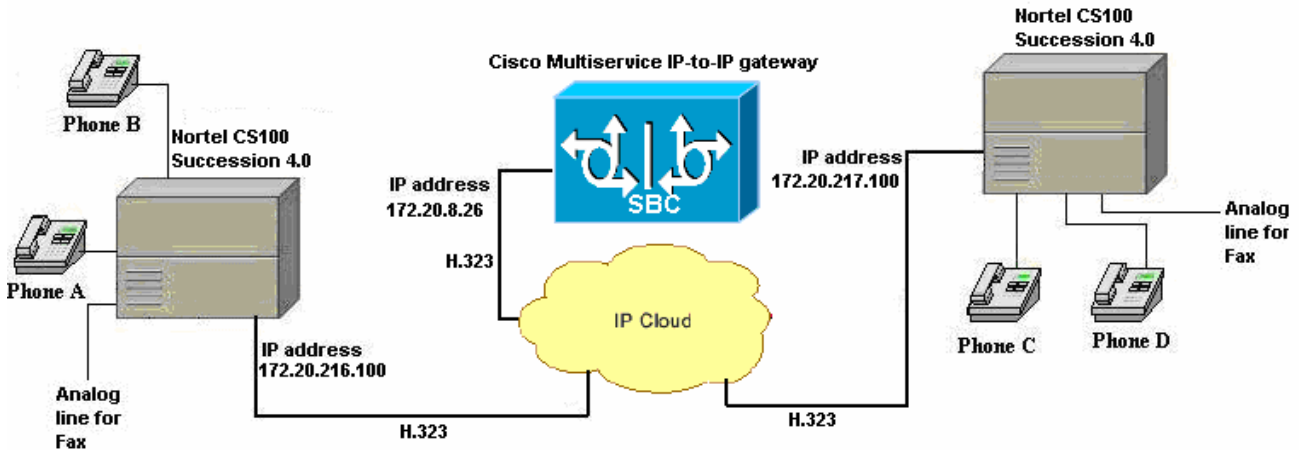 Nortel CS100
Succession 4.0
Cisco Multiservice IP-to-IP gateway
Phone B
Nortel CS100
Succession 4.0
IP address
172.20.8.26
SBC
IP address
172.20.217.100
Analog
line for
Fax
H.323
Phone A
IP Cloud
Phone C
Phone D
IP address
172.20.216.100
Analog
line for
Fax
H.323
H.323